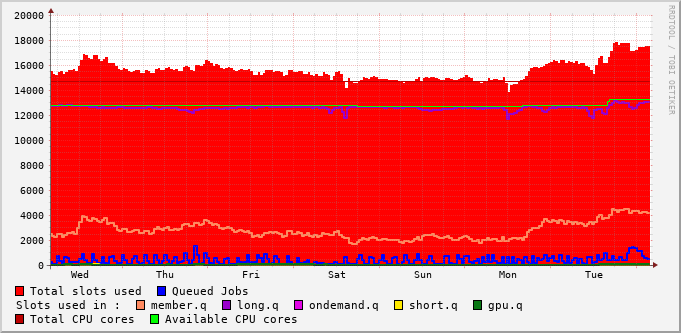 RRDTOOL / TOBI OETIKER
20000
18000
16000
14000
12000
10000
8000
6000
4000
2000
0
Wed Thu Fri Sat Sun Mon Tue
Total slots used Queued Jobs
Slots used in : member.q long.q ondemand.q short.q gpu.q
Total CPU cores Available CPU cores